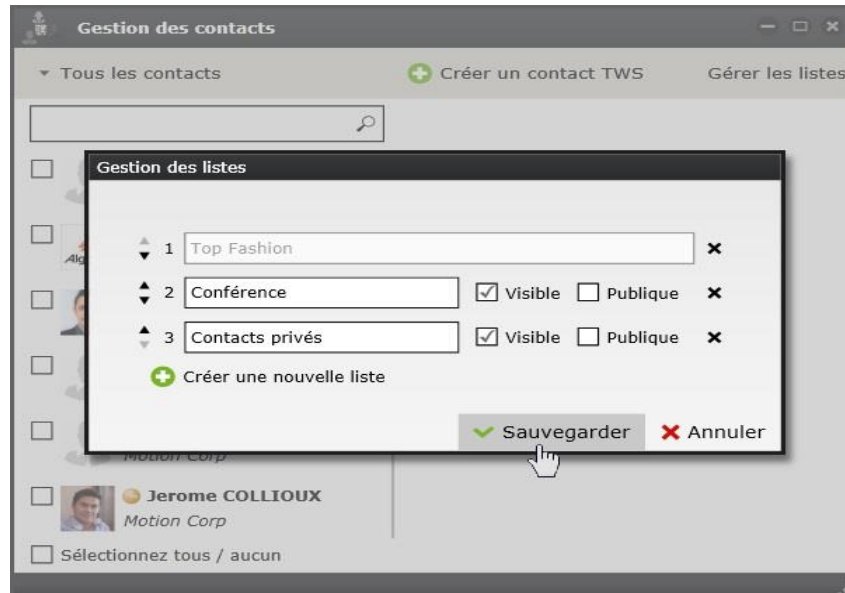 Gestion des contacts
Tous les contacts
Créer un contact TWS
Gérer les listes
Gestion des listes
1 Top Fashion
2 Conférence Visible Publique
3 Contacts privés Visible Publique
Créer une nouvelle liste
Sauvegarder Annuler
Motion Corp
Jerome COLLIOUX
Motion Corp
Sélectionnez tous / aucun